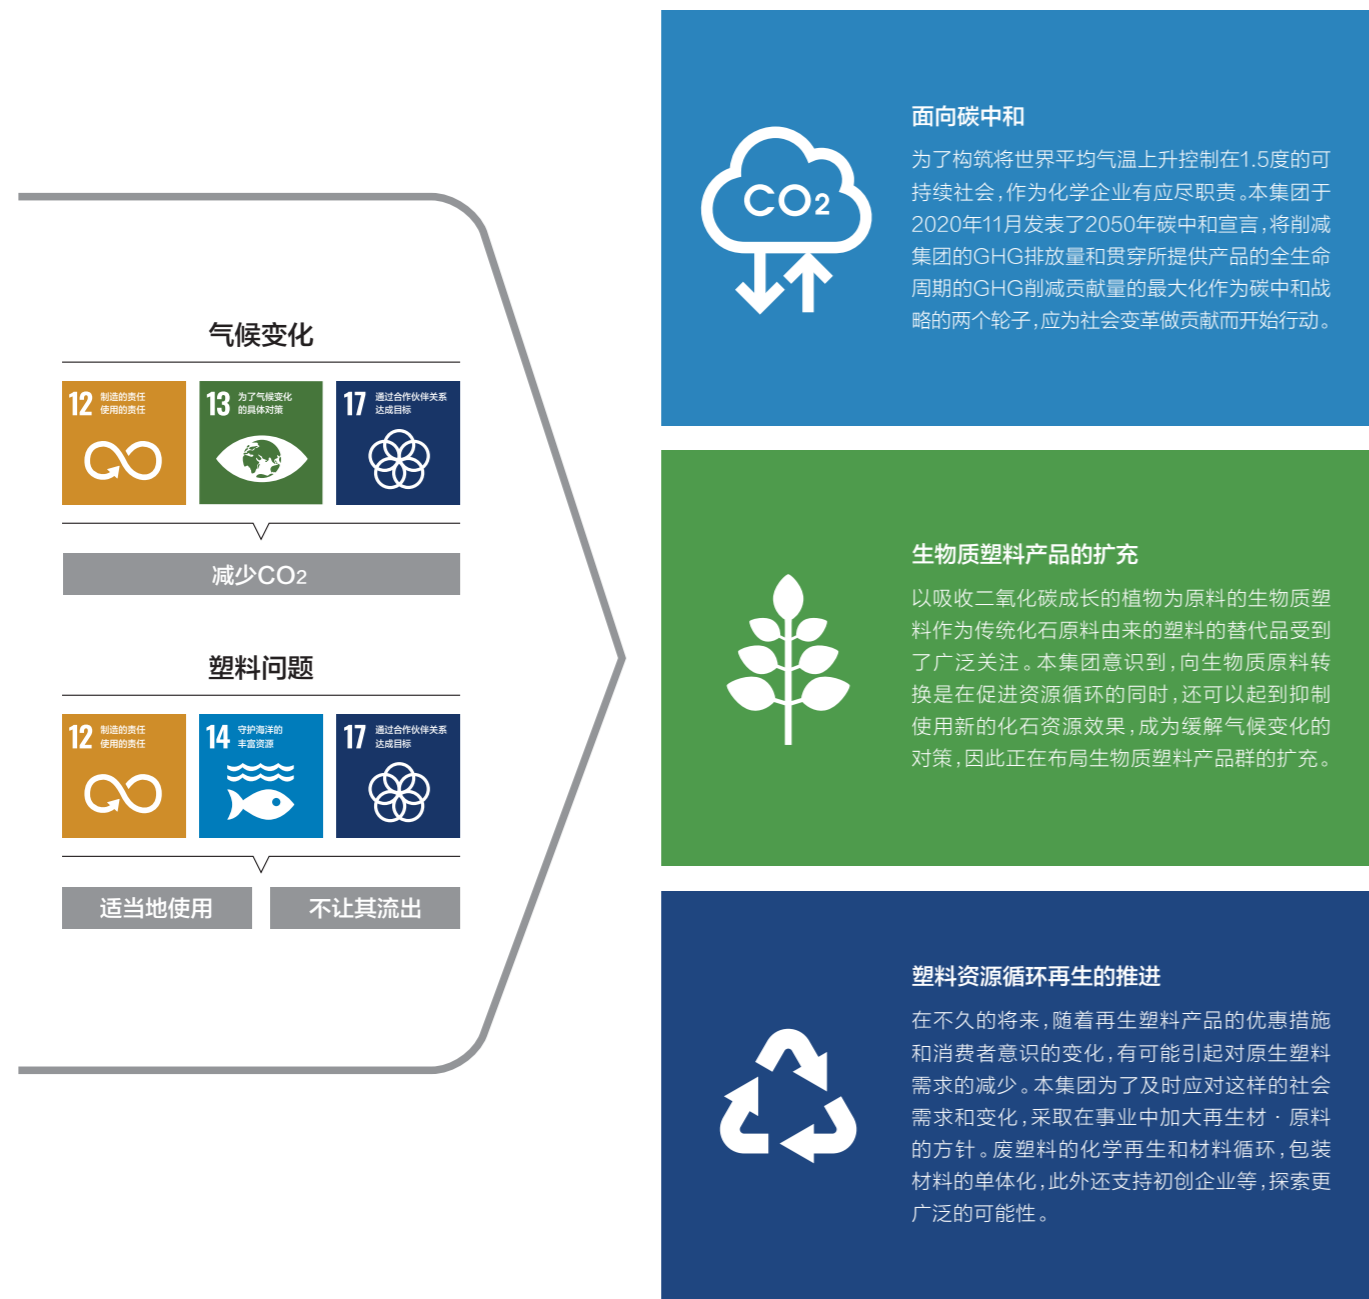 气候变化
12 制造的责任
使用的责任
13 为了气候变化
的具体对策
17 通过合作伙伴关系
达成目标
减少CO2
塑料问题
12 制造的责任
使用的责任
14 守护海洋的
丰富资源
17 通过合作伙伴关系
达成目标
适当地使用
不让其流出
CO2
面向碳中和
为了构筑将世界平均气温上升控制在1.5度的可
持续社会,作为化学企业有应尽职责。本集团于
2020年11月发表了2050年碳中和宣言,将削减
集团的GHG排放量和贯穿所提供产品的全生命
周期的GHG削减贡献量的最大化作为碳中和战
略的两个轮子,应为社会变革做贡献而开始行动。
生物质塑料产品的扩充
以吸收二氧化碳成长的植物为原料的生物质塑
料作为传统化石原料由来的塑料的替代品受到
了广泛关注。本集团意识到,向生物质原料转
换是在促进资源循环的同时,还可以起到抑制
使用新的化石资源效果,成为缓解气候变化的
对策,因此正在布局生物质塑料产品群的扩充。
塑料资源循环再生的推进
在不久的将来,随着再生塑料产品的优惠措施
和消费者意识的变化,有可能引起对原生塑料
需求的减少。本集团为了及时应对这样的社会
需求和变化,采取在事业中加大再生材·原料
的方针。废塑料的化学再生和材料循环,包装
材料的单体化,此外还支持初创企业等,探索更
广泛的可能性。